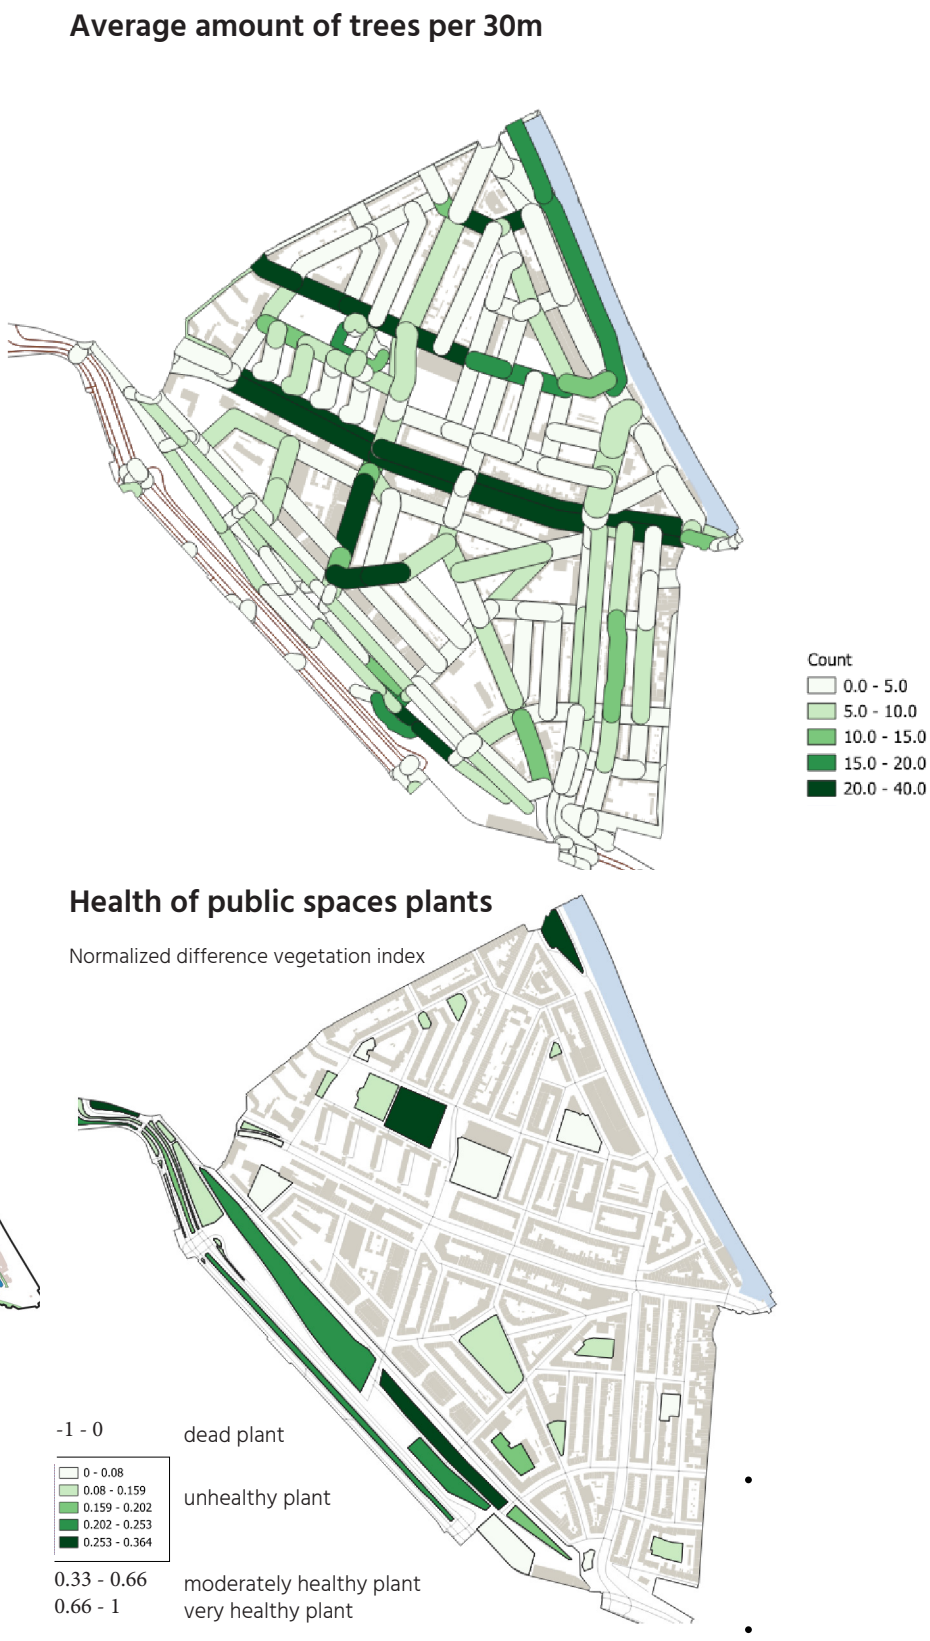 Average amount of trees per 30m
Count
0.0 - 5.0
5.0 - 10.0
10.0 - 15.0
15.0 - 20.0
20.0 - 40.0
Health of public spaces plants
Normalized difference vegetation index
-1 - 0 dead plant
0 - 0.08
0.08 - 0.159
unhealthy plant
0.159 - 0.202
0.202 - 0.253
0.253 - 0.364
0.33 - 0.66 moderately healthy plant
0.66 - 1 very healthy plant